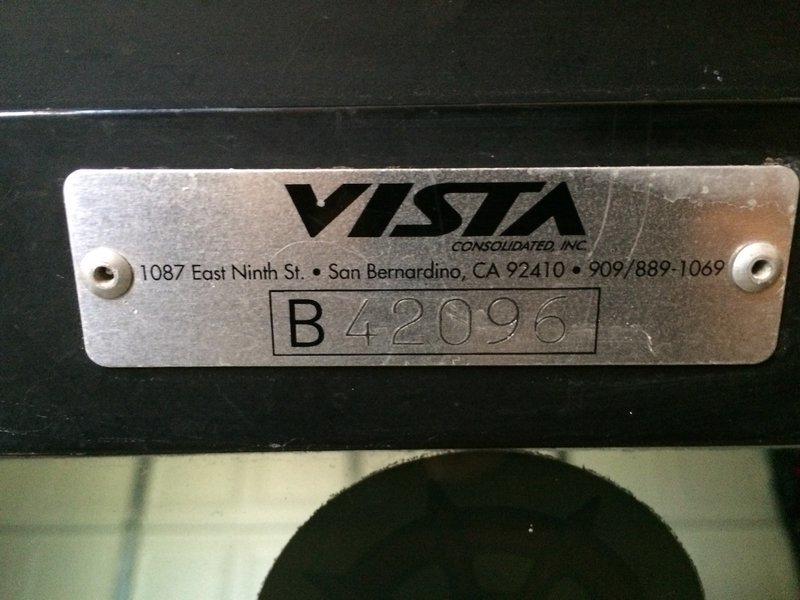 VISTA
CONSOLIDATED, INC.
1087 East Ninth St. • San Bernardino, CA 92410 • 909/889-1069
B 42096